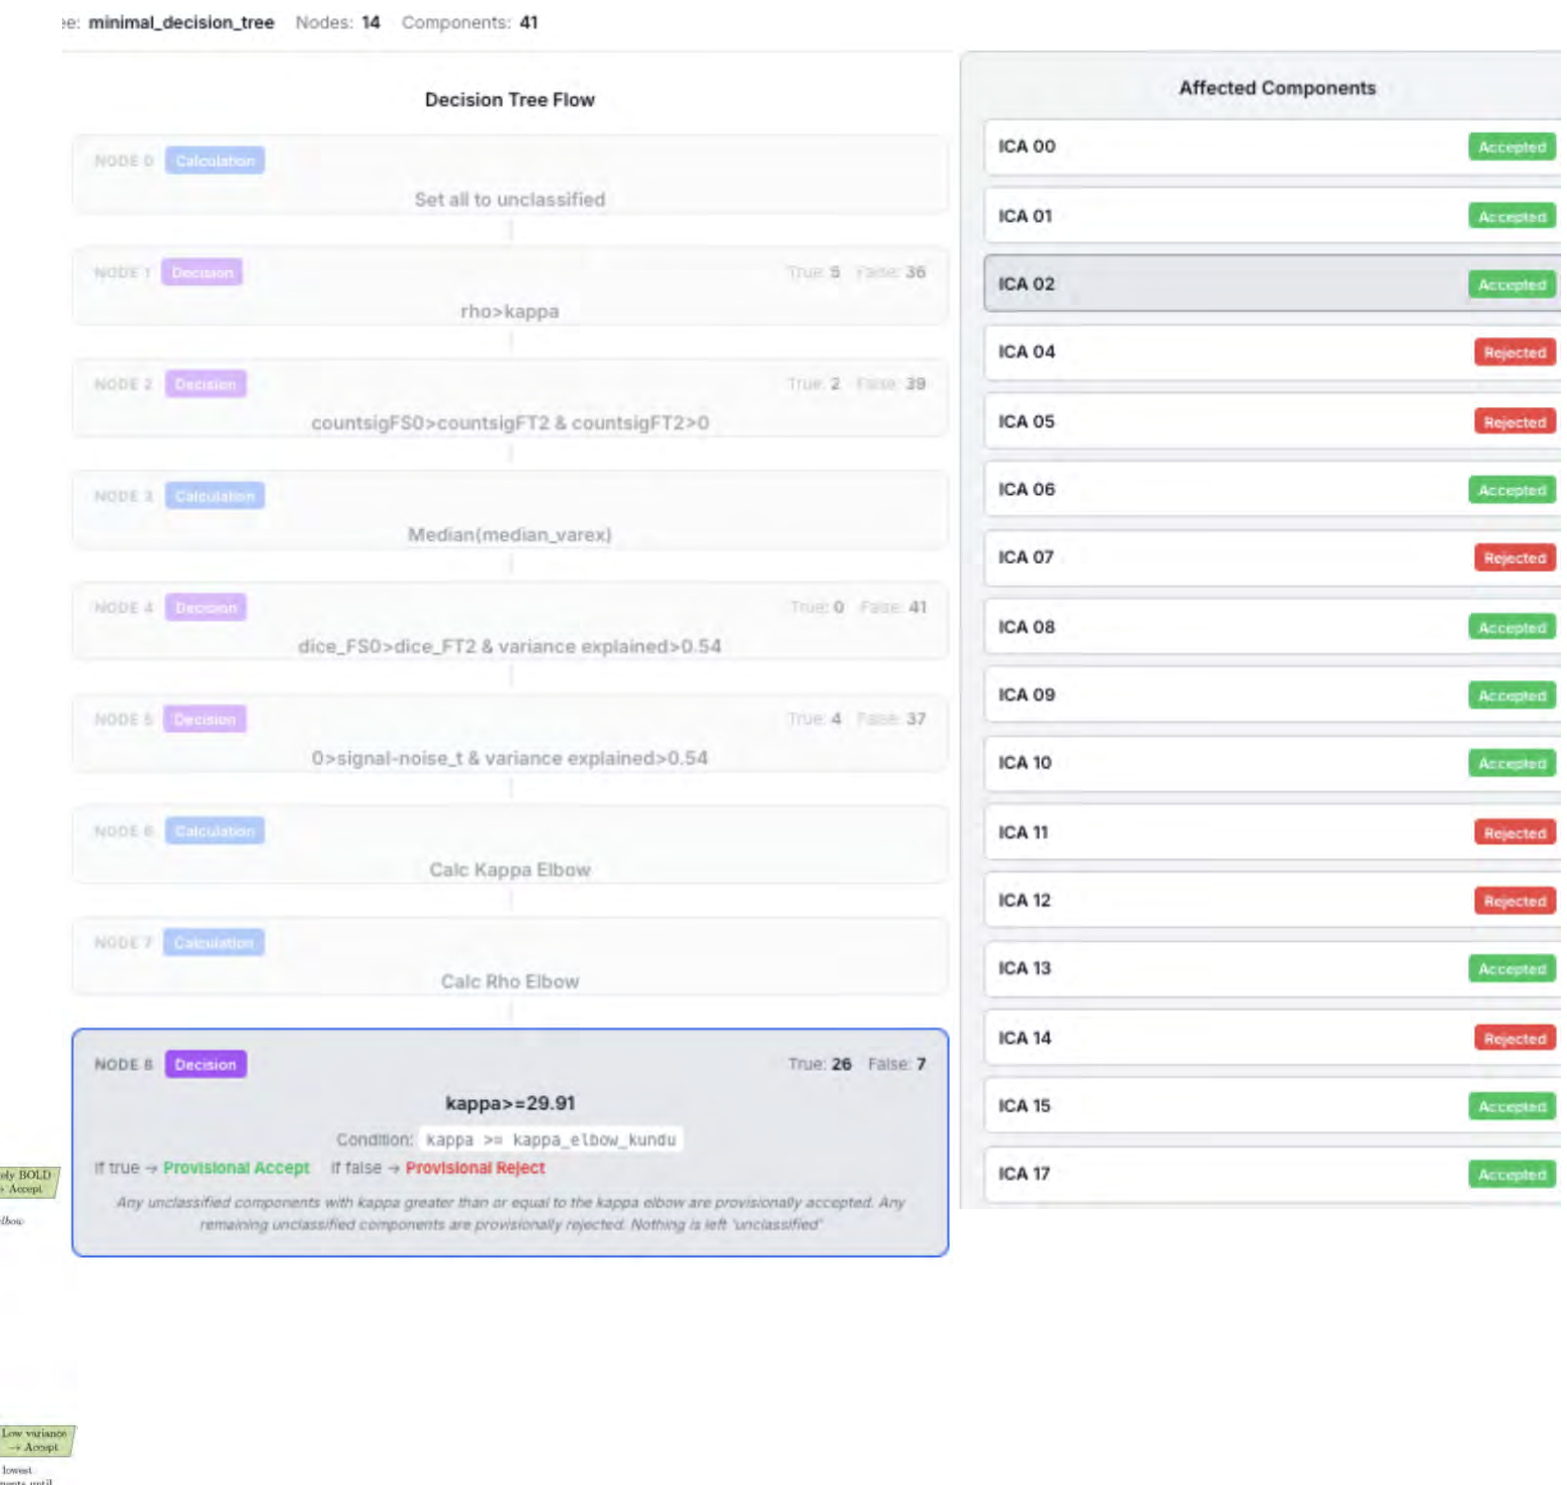 ee: minimal_decision_tree Nodes: 14 Components: 41
Decision Tree Flow
NODE 0 Calculation
Set all to unclassified
NODE 1 Decision True: 5 False: 36
rho>kappa
NODE 2 Decision True: 2 False: 39
countsigFS0>countsigFT2 & countsigFT2>0
NODE 3 Calculation
Median(median_varex)
NODE 4 Decision True: 0 False: 41
dice_FS0>dice_FT2 & variance explained>0.54
NODE 5 Decision True: 4 False: 37
0>signal-noise_t & variance explained>0.54
NODE 6 Calculation
Calc Kappa Elbow
NODE 7 Calculation
Calc Rho Elbow
NODE 8 Decision True: 26 False: 7
kappa>=29.91
Condition: kappa >= kappa_elbow_kundu
If true → Provisional Accept If false → Provisional Reject
Any unclassified components with kappa greater than or equal to the kappa elbow are provisionally accepted. Any
remaining unclassified components are provisionally rejected. Nothing is left 'unclassified'
Affected Components
ICA 00 Accepted
ICA 01 Accepted
ICA 02 Accepted
ICA 04 Rejected
ICA 05 Rejected
ICA 06 Accepted
ICA 07 Rejected
ICA 08 Accepted
ICA 09 Accepted
ICA 10 Accepted
ICA 11 Rejected
ICA 12 Rejected
ICA 13 Accepted
ICA 14 Rejected
ICA 15 Accepted
ICA 17 Accepted
ely BOLD
→ Accept
elbow
Low variance
→ Accept
lowest
nents until